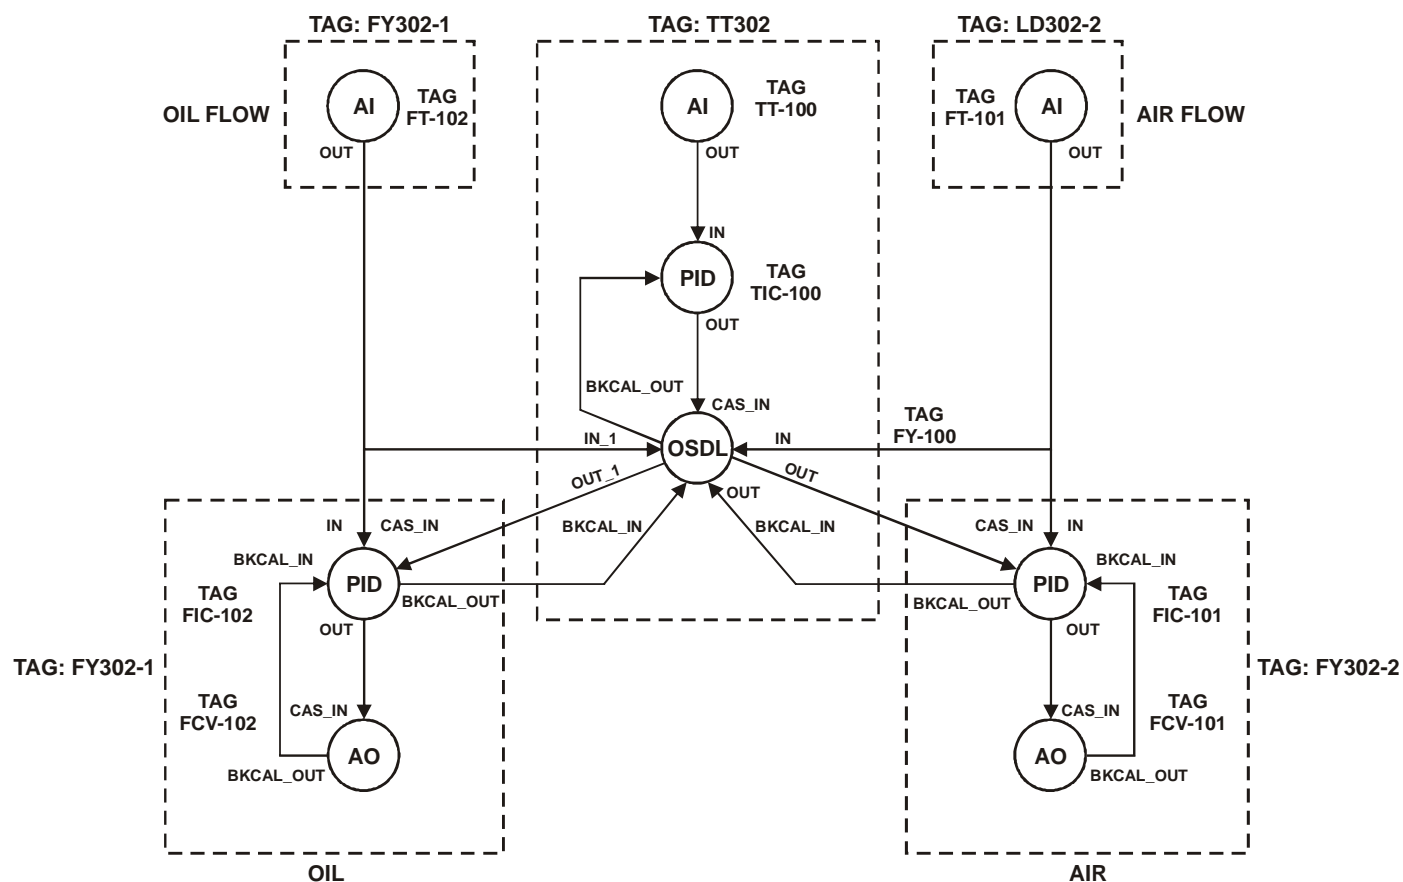 TAG: FY302-1
TAG: TT302
TAG: LD302-2
OIL FLOW
AI
TAG
FT-102
OUT
AI
TAG
TT-100
OUT
TAG
FT-101
AI
OUT
AIR FLOW
IN
PID
TAG
TIC-100
OUT
BKCAL_OUT
CAS_IN
TAG
FY-100
IN_1
OSDL
IN
OUT_1
OUT
OUT
BKCAL_IN
BKCAL_IN
IN
CAS_IN
BKCAL_IN
PID
TAG
FIC-102
BKCAL_OUT
OUT
TAG: FY302-1
TAG
FCV-102
CAS_IN
AO
BKCAL_OUT
OIL
CAS_IN
IN
BKCAL_IN
PID
TAG
FIC-101
BKCAL_OUT
OUT
TAG: FY302-2
TAG
FCV-101
CAS_IN
AO
BKCAL_OUT
AIR